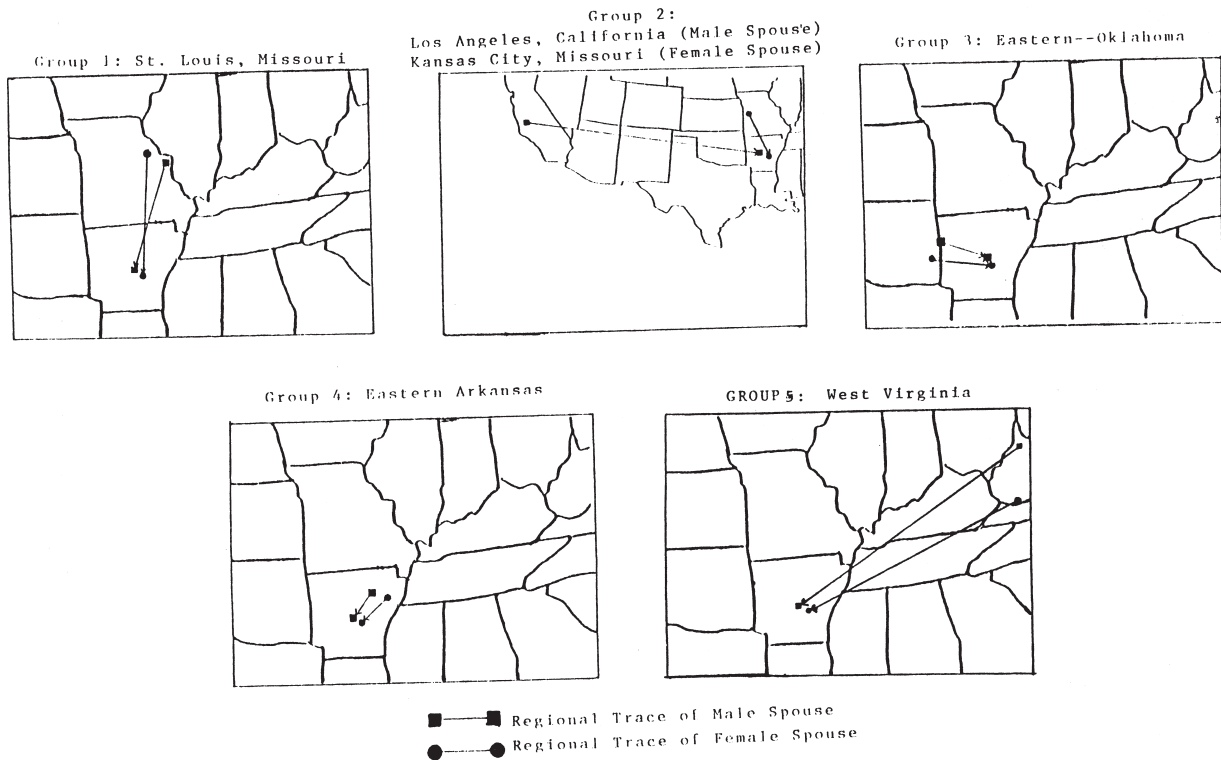 Group 1: St. Louis, Missouri
Group 2:
Los Angeles, California (Male Spouse)
Kansas City, Missouri (Female Spouse)
Group 3: Eastern--Oklahoma
Group 4: Eastern Arkansas
GROUP 5: West Virginia
Regional Trace of Male Spouse
Regional Trace of Female Spouse